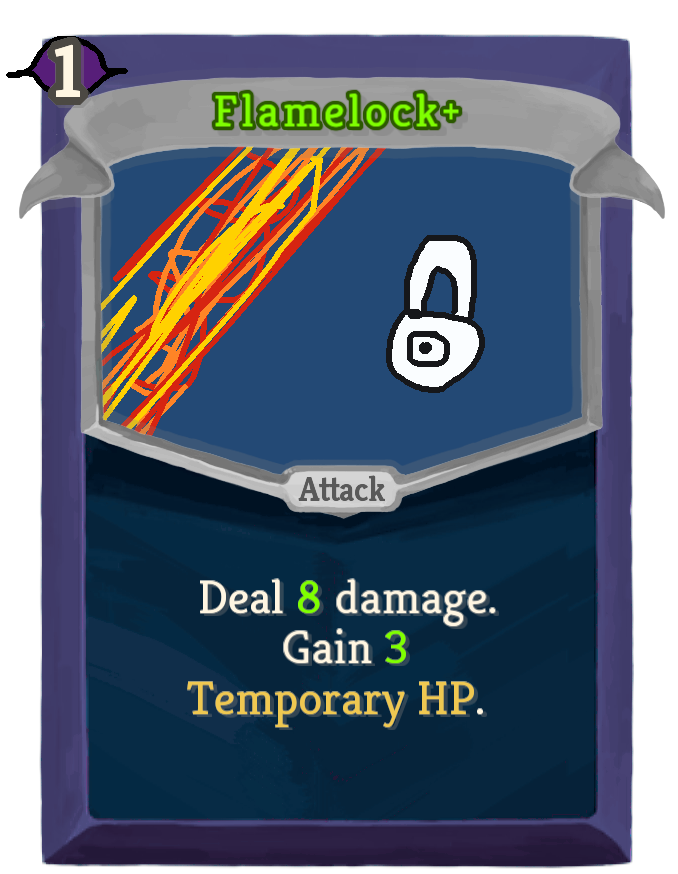 1
Flamelock+
Attack
Deal 8 damage.
Gain 3
Temporary HP.